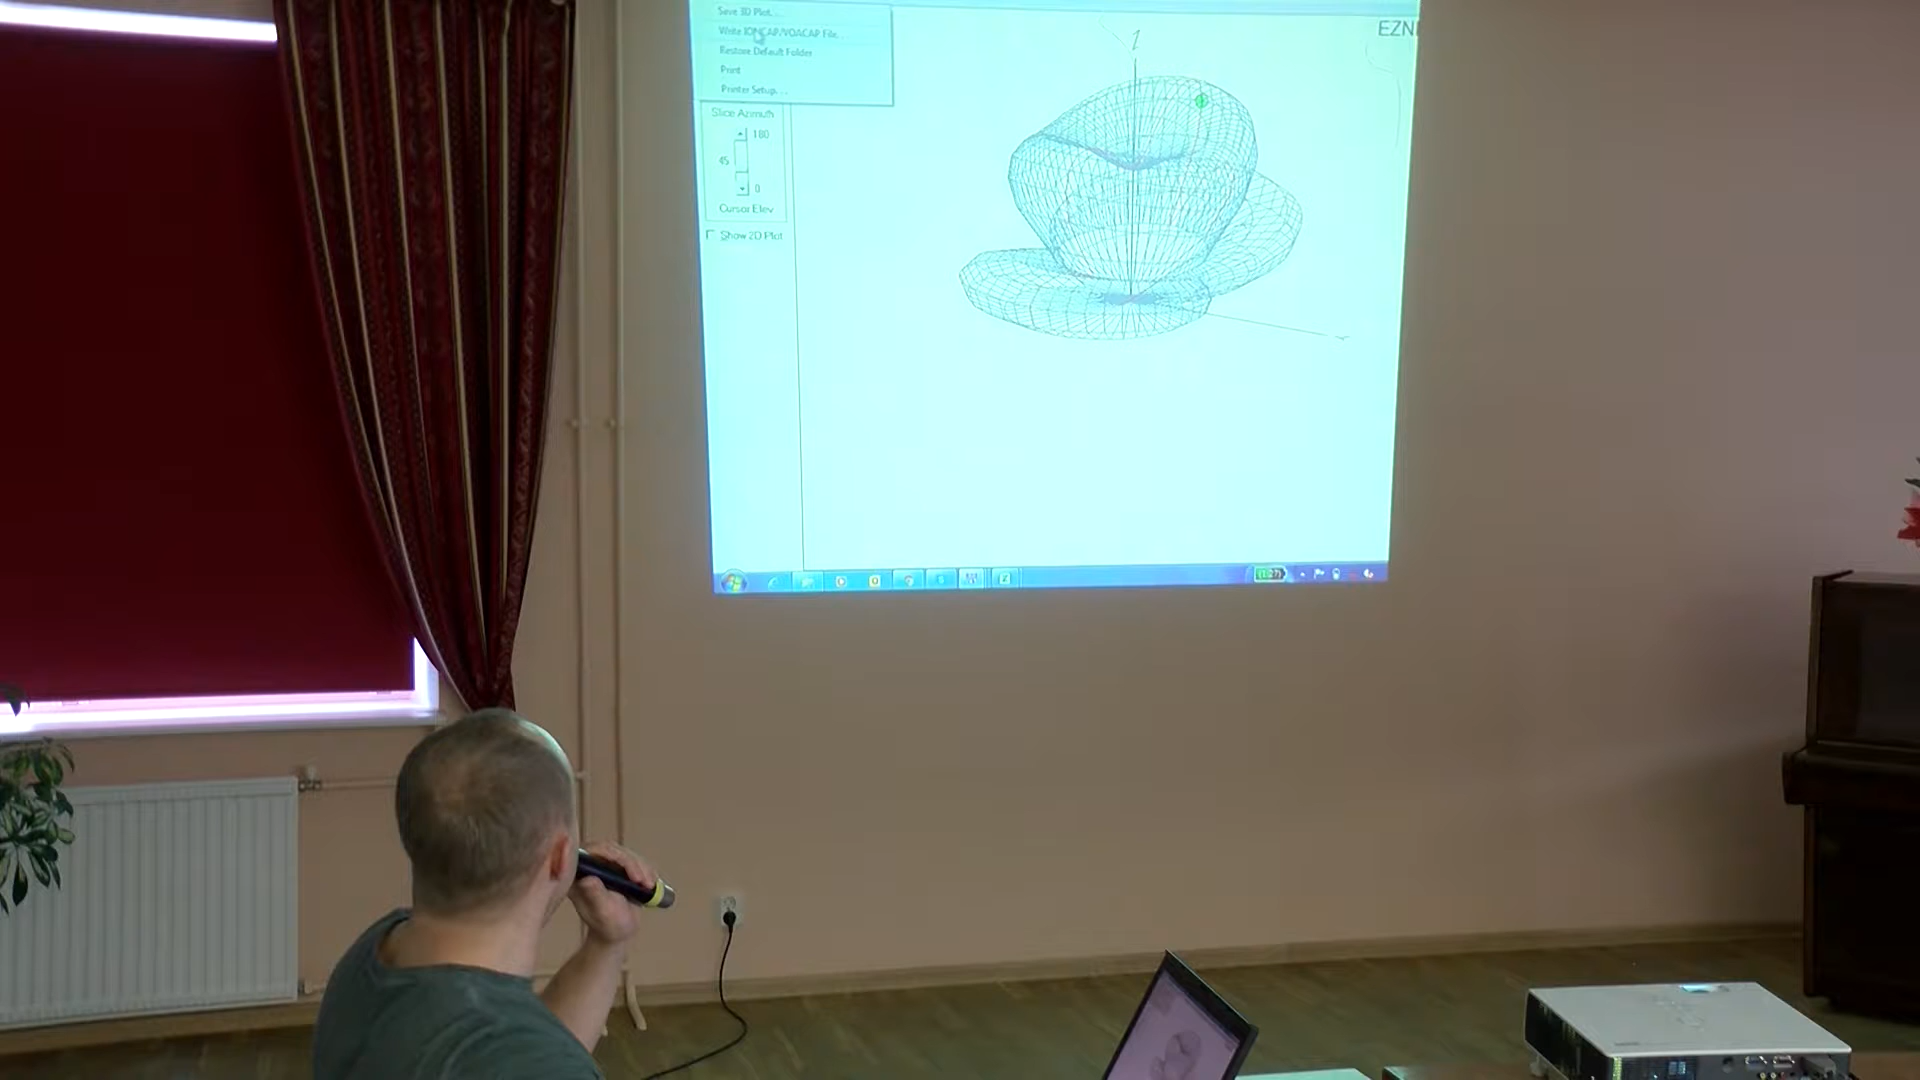 Save 3D Plot...
Write IONCAP/VOACAP File...
Restore Default Folder
Print
Printer Setup...
EZN
Slice Azimuth
180
45
0
Cursor Elev
Show 2D Plot
Z